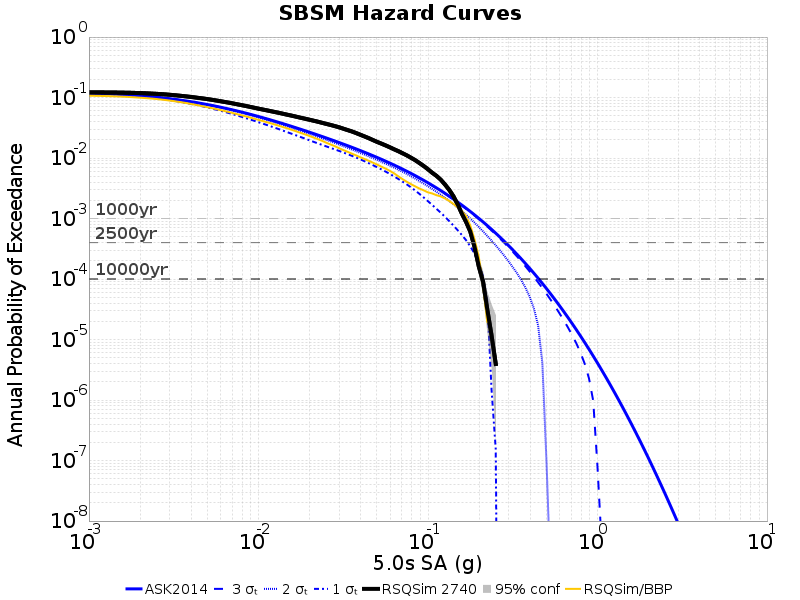 SBSM Hazard Curves
Annual Probability of Exceedance
10^0
10^-1
10^-2
10^-3
10^-4
10^-5
10^-6
10^-7
10^-8
1000yr
2500yr
10000yr
10^-3 10^-2 10^-1 10^0 10^1
5.0s SA (g)
ASK2014 3 σₜ 2 σₜ 1 σₜ RSQSim 2740 95% conf RSQSim/BBP